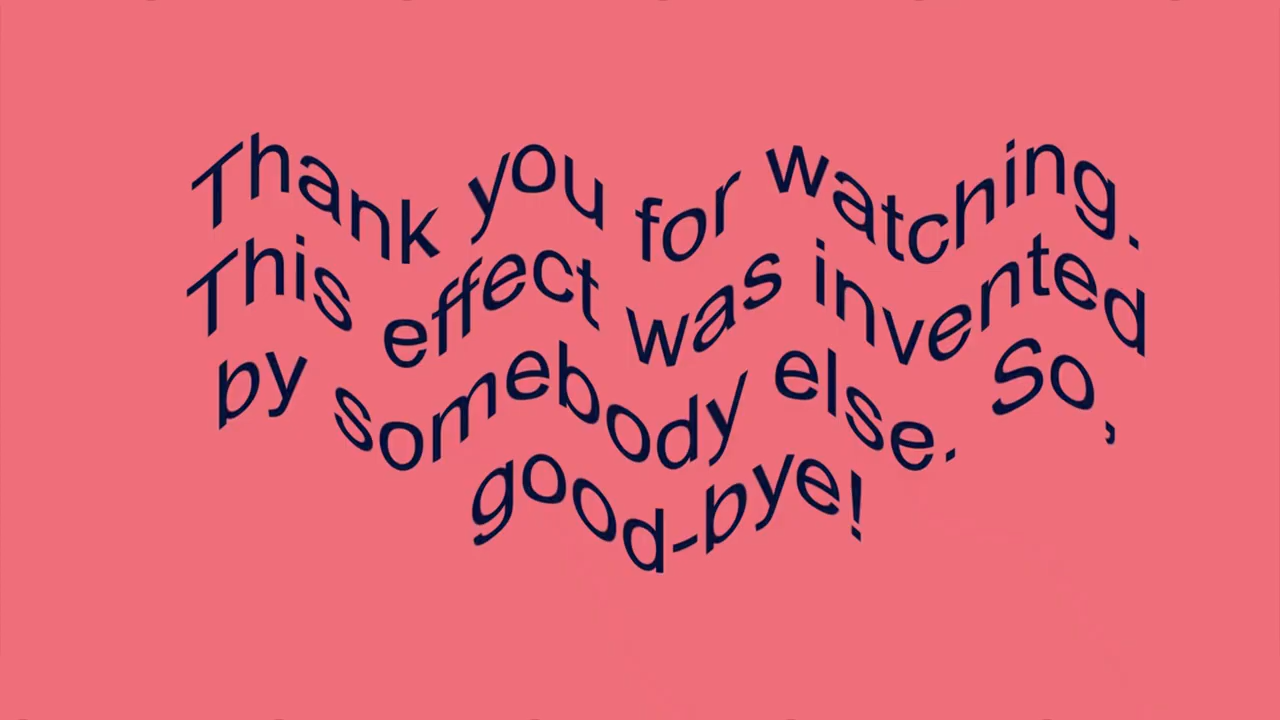 Thank you for watching.
This effect was invented
by somebody else. So,
good-bye!